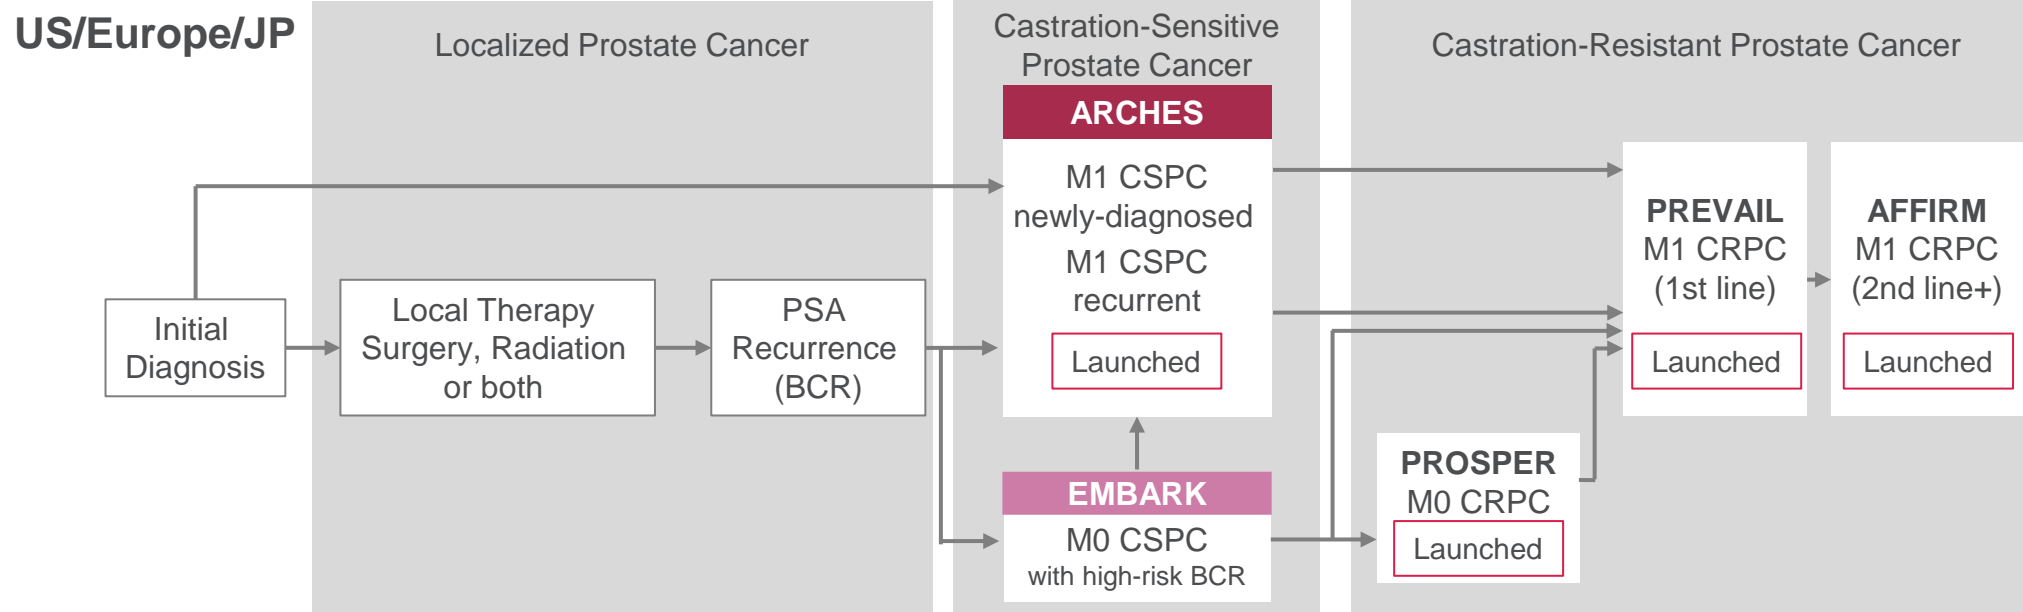 US/Europe/JP
Localized Prostate Cancer
Castration-Sensitive
Prostate Cancer
Castration-Resistant Prostate Cancer
Initial
Diagnosis
Local Therapy
Surgery, Radiation
or both
PSA
Recurrence
(BCR)
ARCHES
M1 CSPC
newly-diagnosed
M1 CSPC
recurrent
Launched
EMBARK
M0 CSPC
with high-risk BCR
PROSPER
M0 CRPC
Launched
PREVAIL
M1 CRPC
(1st line)
Launched
AFFIRM
M1 CRPC
(2nd line+)
Launched